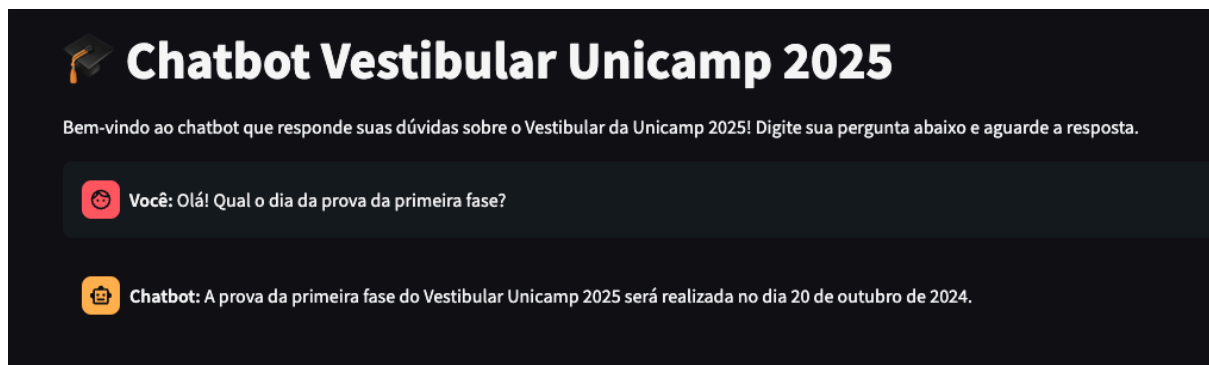 Chatbot Vestibular Unicamp 2025
Bem-vindo ao chatbot que responde suas dúvidas sobre o Vestibular da Unicamp 2025! Digite sua pergunta abaixo e aguarde a resposta.
Você: Olá! Qual o dia da prova da primeira fase?
Chatbot: A prova da primeira fase do Vestibular Unicamp 2025 será realizada no dia 20 de outubro de 2024.